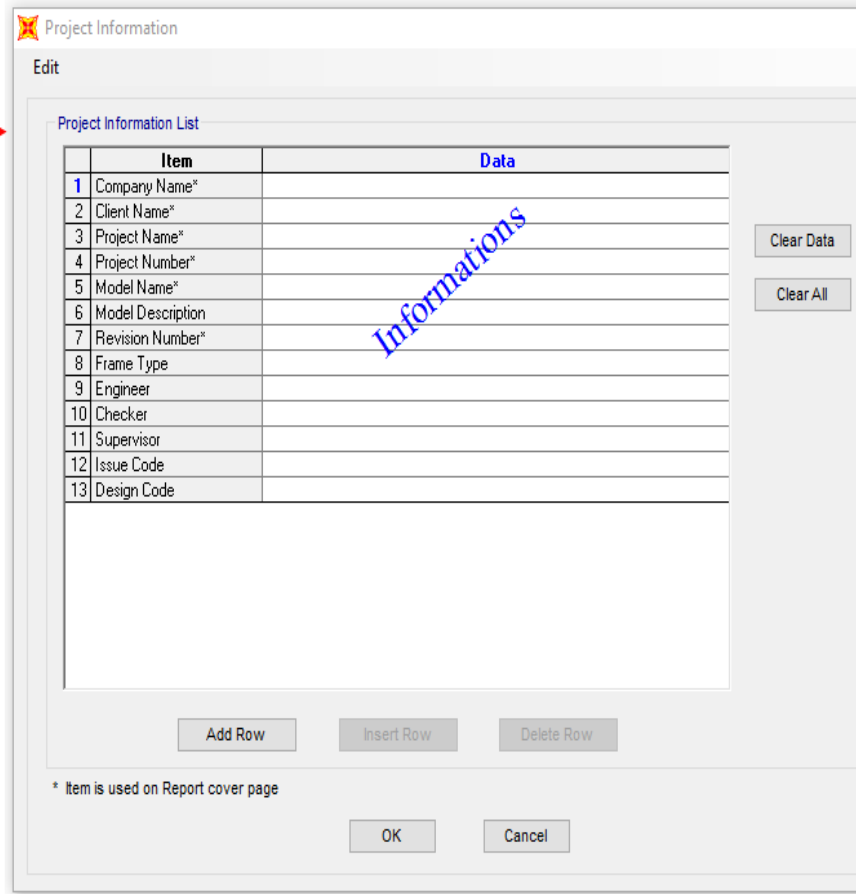 Project Information
Edit
Project Information List
Item Data
1 Company Name*
2 Client Name*
3 Project Name*
4 Project Number*
5 Model Name*
6 Model Description
7 Revision Number*
8 Frame Type
9 Engineer
10 Checker
11 Supervisor
12 Issue Code
13 Design Code
Informations
Clear Data
Clear All
Add Row Insert Row Delete Row
* Item is used on Report cover page
OK Cancel